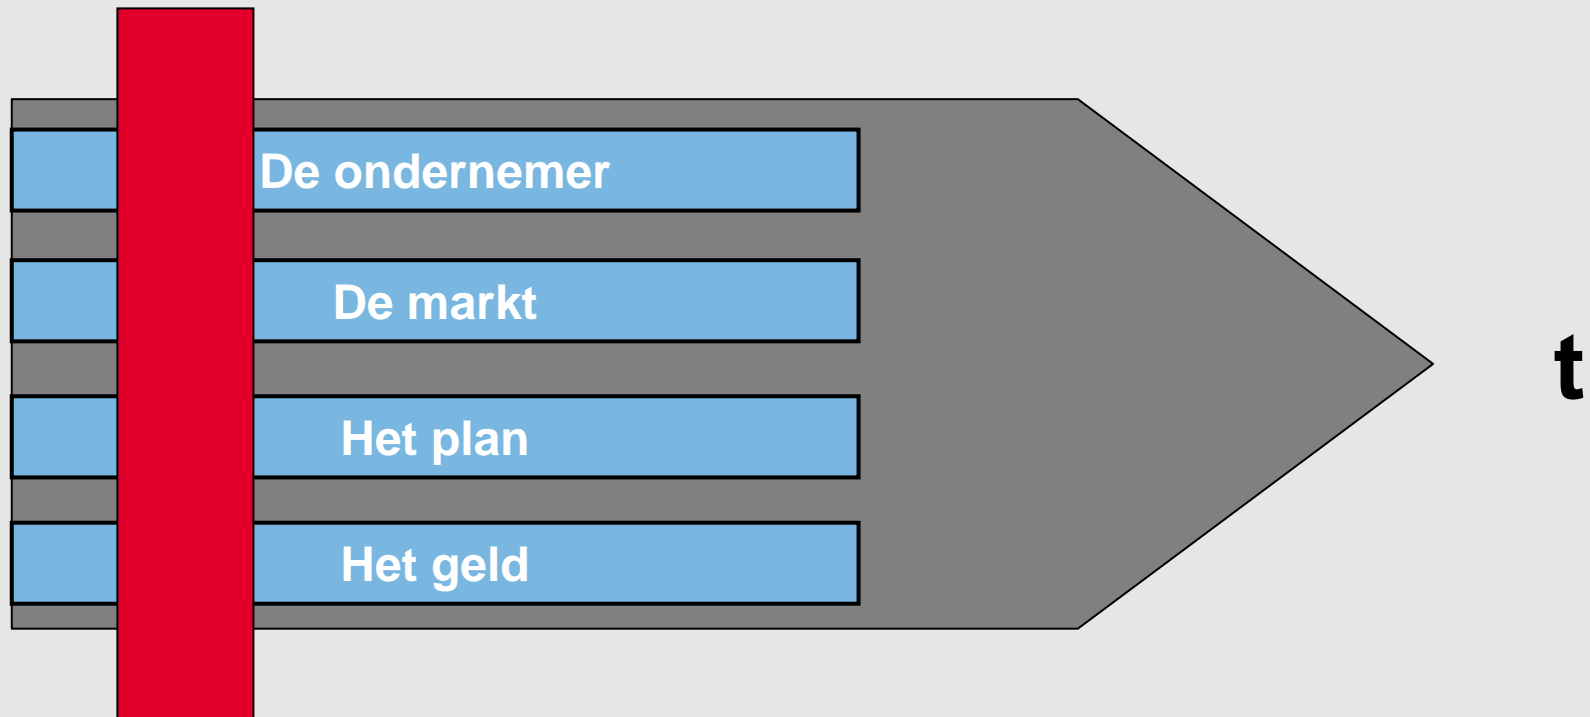 De ondernemer
De markt
t
Het plan
Het geld